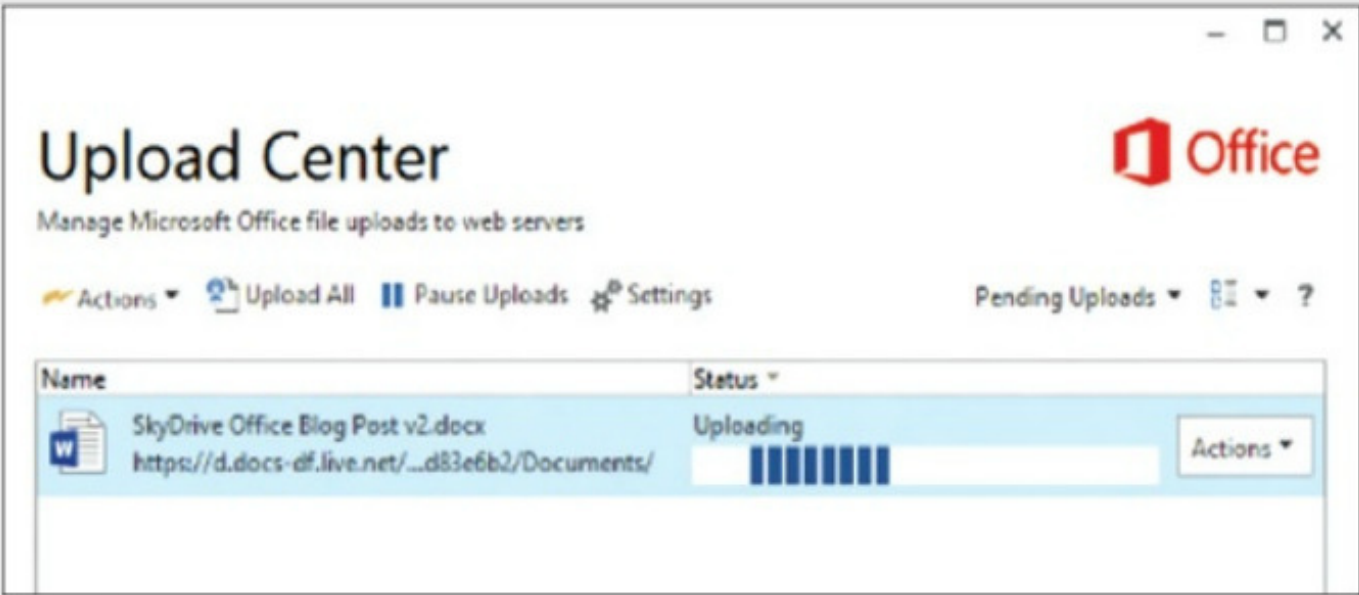 Upload Center
Office
Manage Microsoft Office file uploads to web servers
Actions Upload All Pause Uploads Settings Pending Uploads ?
Name Status
SkyDrive Office Blog Post v2.docx Uploading
https://d.docs-df.live.net/...d83e6b2/Documents/ Actions